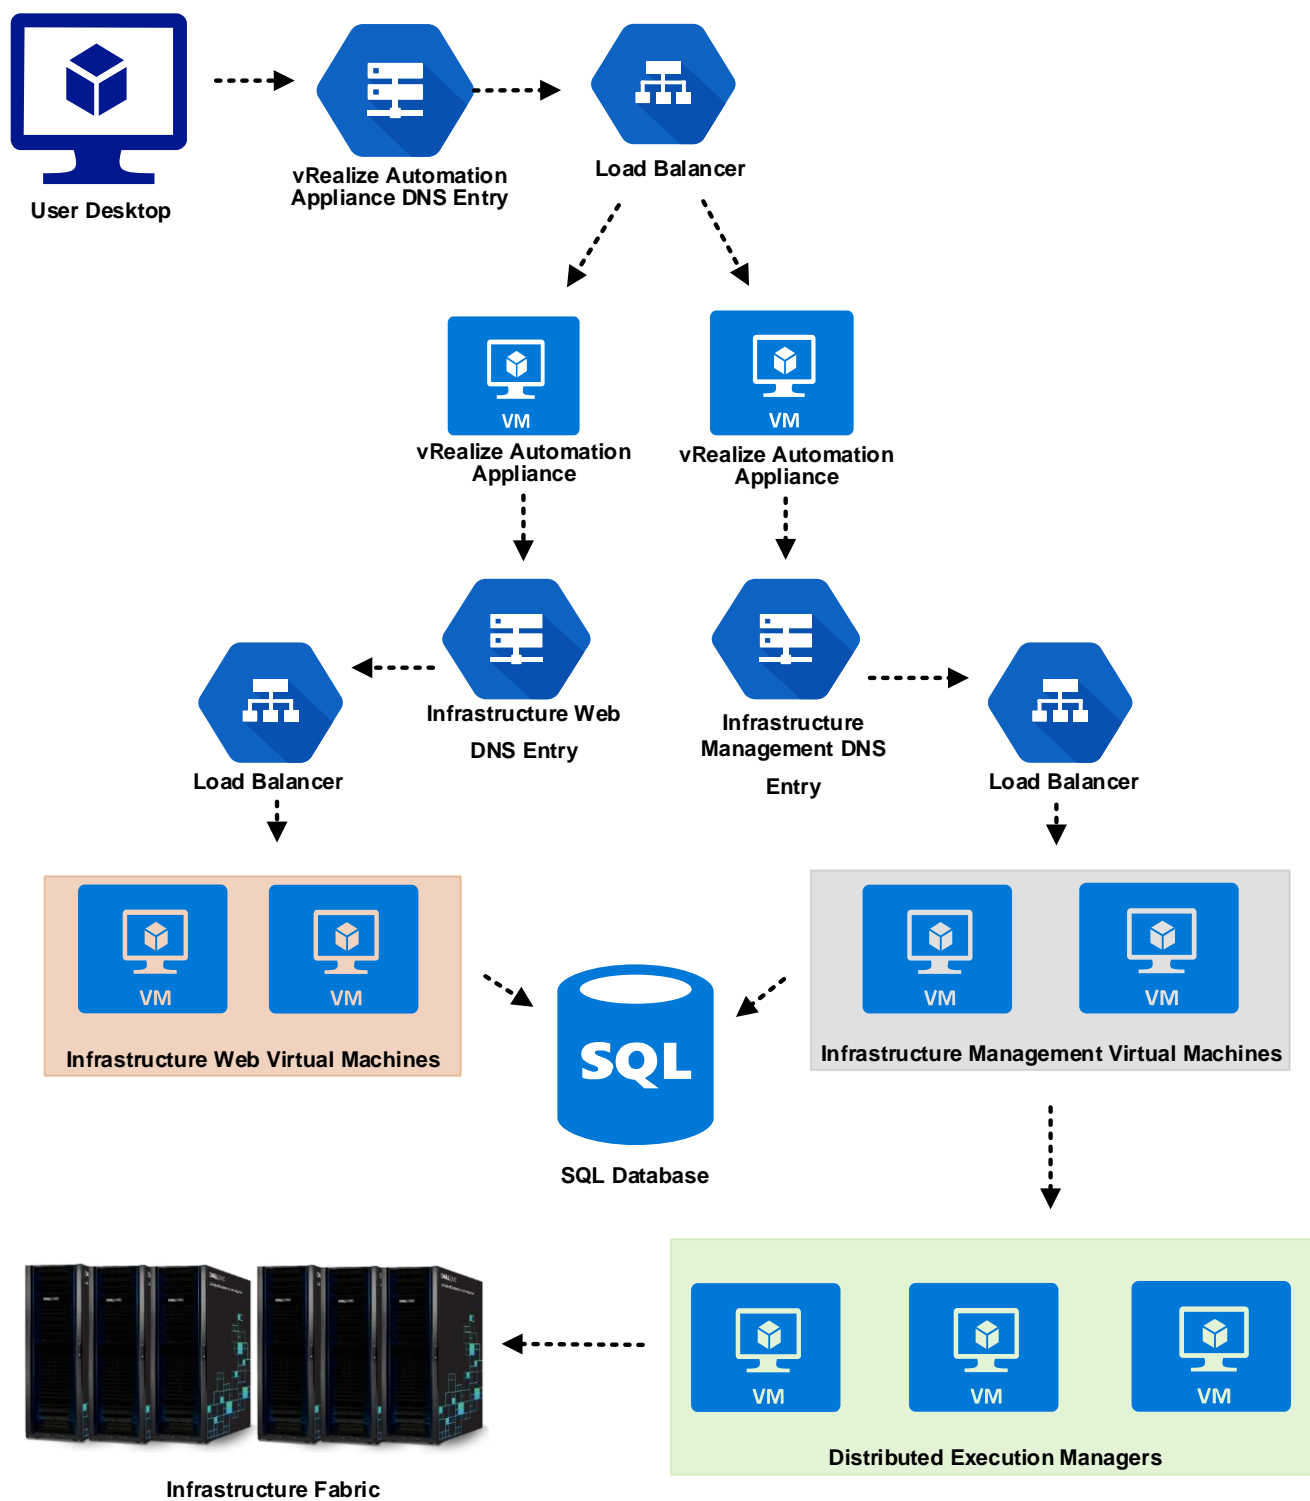 User Desktop
vRealize Automation
Appliance DNS Entry
Load Balancer
VM
vRealize Automation
Appliance
VM
vRealize Automation
Appliance
Infrastructure Web
DNS Entry
Infrastructure
Management DNS
Entry
Load Balancer
Load Balancer
VM
VM
Infrastructure Web Virtual Machines
SQL
SQL Database
VM
VM
Infrastructure Management Virtual Machines
VM
VM
VM
Distributed Execution Managers
Infrastructure Fabric